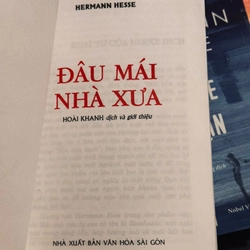 HERMANN HESSE
ĐÂU MÁI
NHÀ XƯA
HOÀI KHANH dịch và giới thiệu
NHÀ XUẤT BẢN VĂN HÓA SÀI GÒN
Nobel V